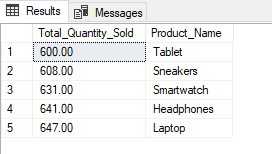 Results Messages
Total_Quantity_Sold Product_Name
1 600.00 Tablet
2 608.00 Sneakers
3 631.00 Smartwatch
4 641.00 Headphones
5 647.00 Laptop